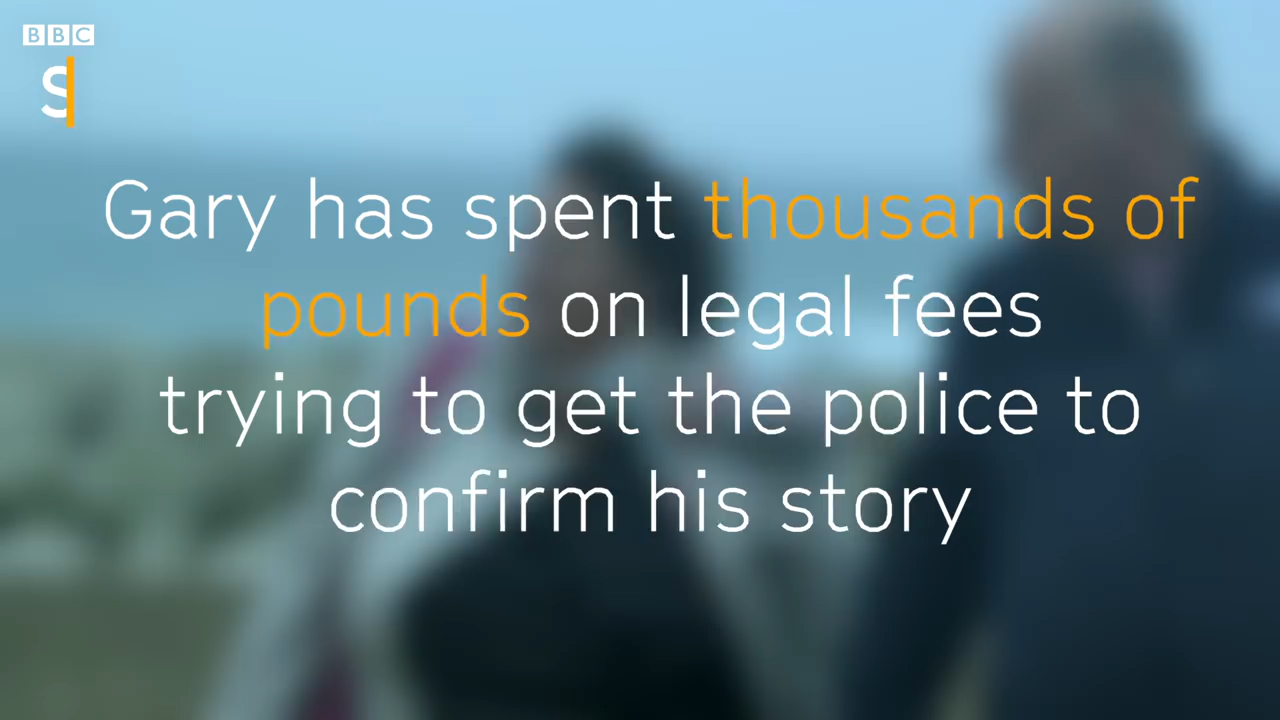 BBC
S
Gary has spent thousands of
pounds on legal fees
trying to get the police to
confirm his story